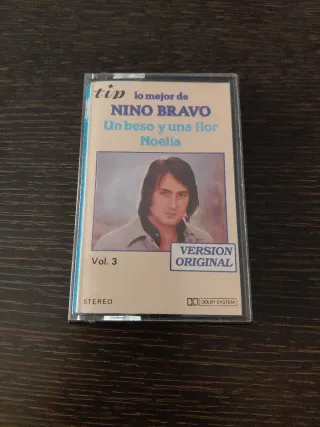 tip lo mejor de
NINO BRAVO
Un beso y una flor
Noelia
VERSION
ORIGINAL
Vol. 3
STEREO
DOLBY SYSTEM